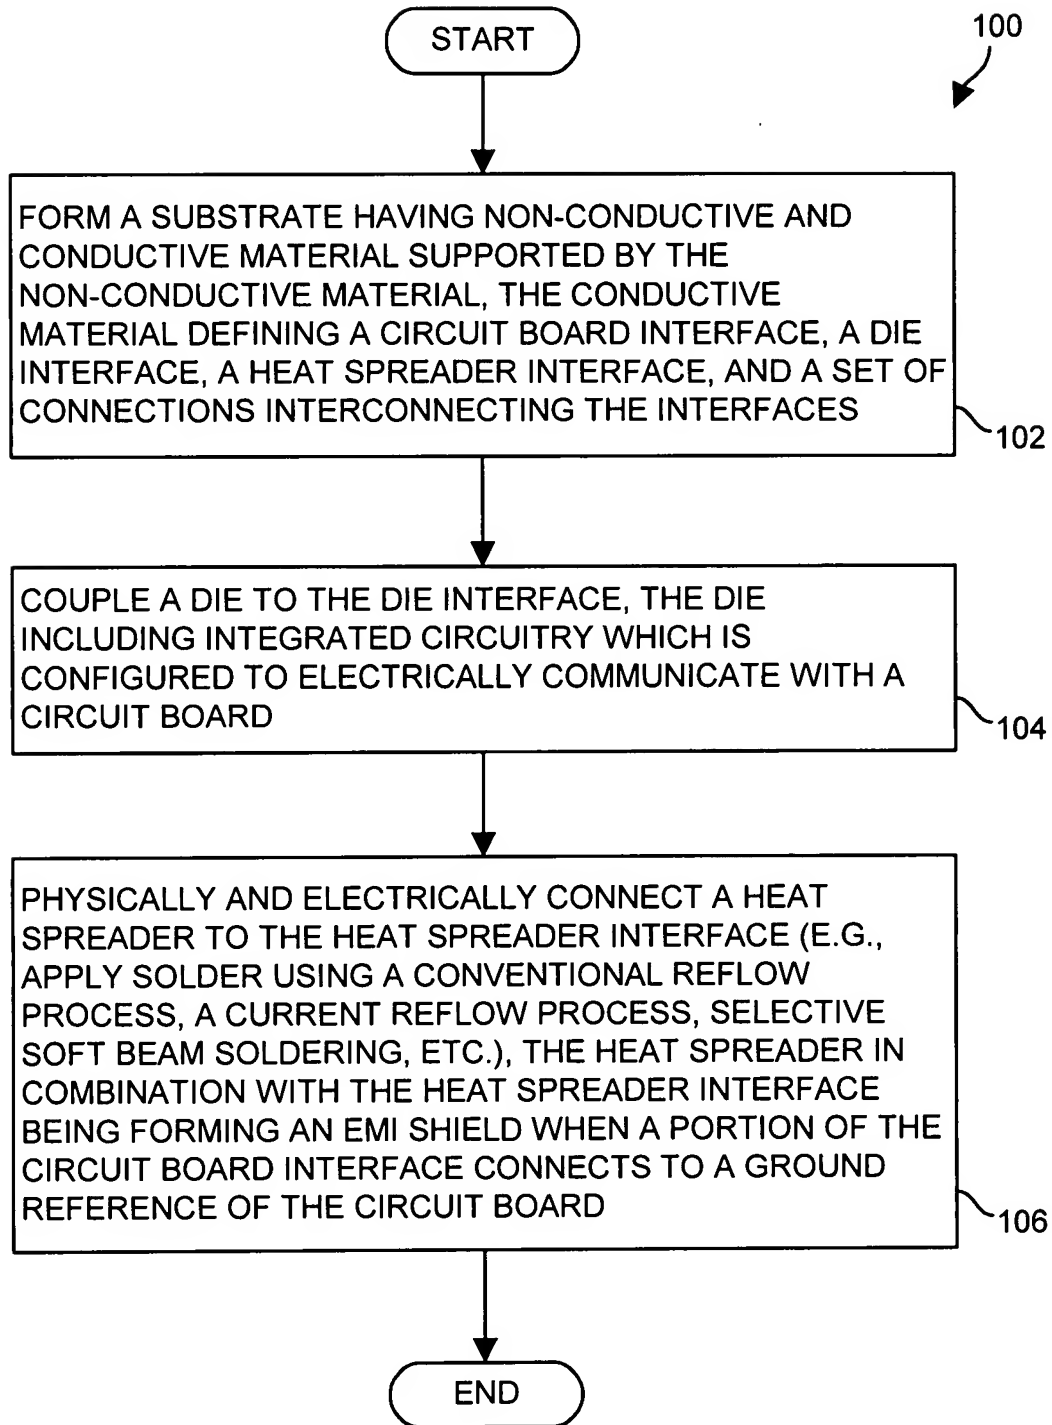 START
100
FORM A SUBSTRATE HAVING NON-CONDUCTIVE AND
CONDUCTIVE MATERIAL SUPPORTED BY THE
NON-CONDUCTIVE MATERIAL, THE CONDUCTIVE
MATERIAL DEFINING A CIRCUIT BOARD INTERFACE, A DIE
INTERFACE, A HEAT SPREADER INTERFACE, AND A SET OF
CONNECTIONS INTERCONNECTING THE INTERFACES
102
COUPLE A DIE TO THE DIE INTERFACE, THE DIE
INCLUDING INTEGRATED CIRCUITRY WHICH IS
CONFIGURED TO ELECTRICALLY COMMUNICATE WITH A
CIRCUIT BOARD
104
PHYSICALLY AND ELECTRICALLY CONNECT A HEAT
SPREADER TO THE HEAT SPREADER INTERFACE (E.G.,
APPLY SOLDER USING A CONVENTIONAL REFLOW
PROCESS, A CURRENT REFLOW PROCESS, SELECTIVE
SOFT BEAM SOLDERING, ETC.), THE HEAT SPREADER IN
COMBINATION WITH THE HEAT SPREADER INTERFACE
BEING FORMING AN EMI SHIELD WHEN A PORTION OF THE
CIRCUIT BOARD INTERFACE CONNECTS TO A GROUND
REFERENCE OF THE CIRCUIT BOARD
106
END